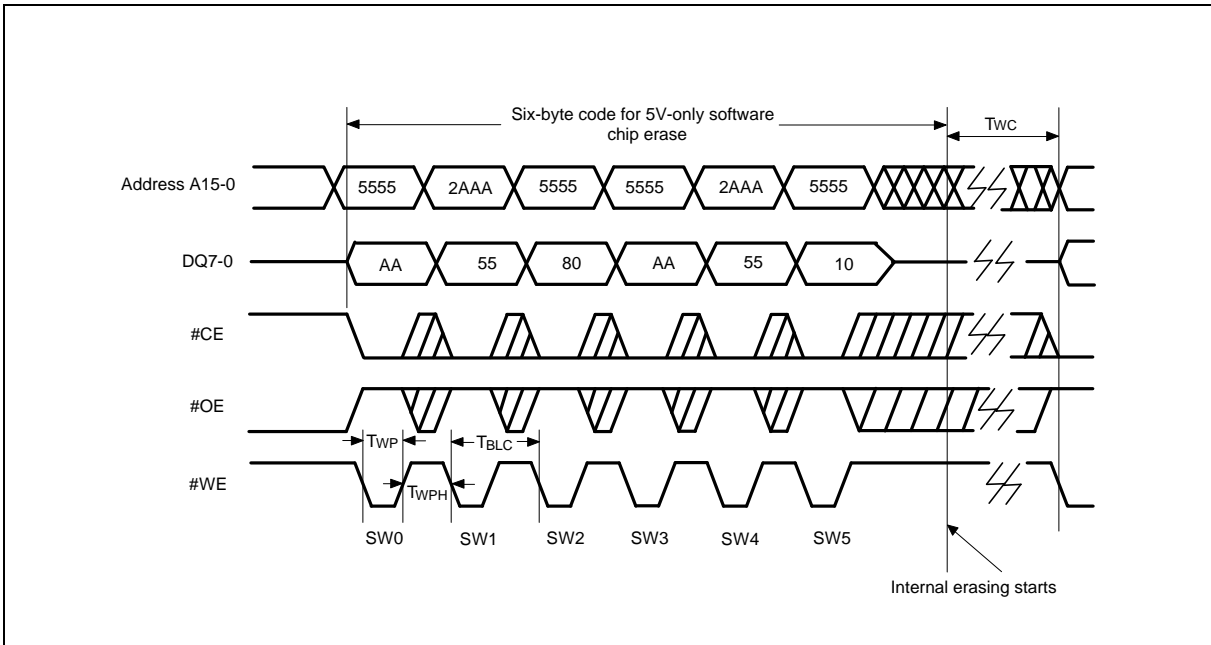 Six-byte code for 5V-only software
chip erase
TWC
Address A15-0
5555
2AAA
5555
5555
2AAA
5555
DQ7-0
AA
55
80
AA
55
10
#CE
#OE
TWP
TBLC
#WE
TWPH
SW0
SW1
SW2
SW3
SW4
SW5
Internal erasing starts